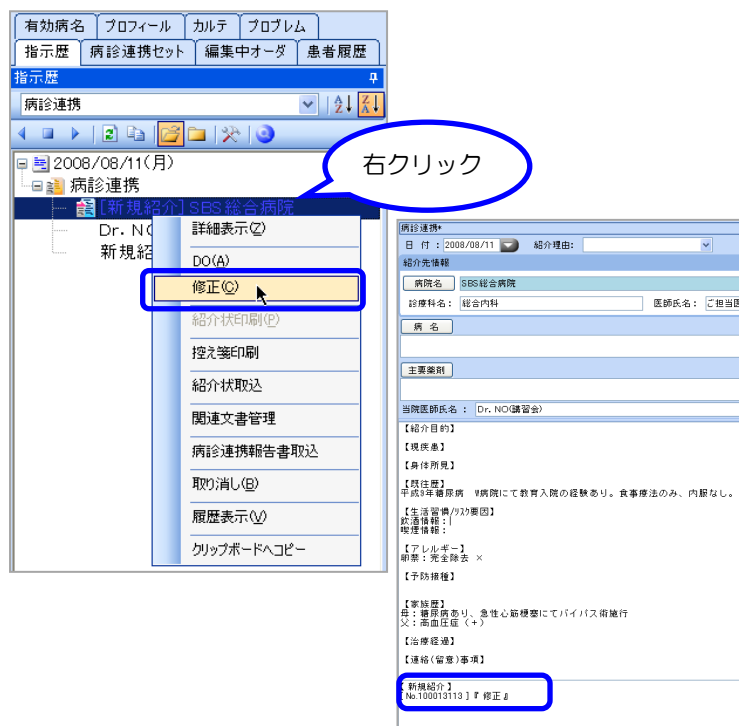 有効病名 プロフィール カルテ プロブレム
指示歴 病診連携セット 編集中オーダ 患者履歴
指示歴
病診連携
2008/08/11(月)
病診連携
[新規紹介] SBS総合病院
Dr. NO
新規紹
右クリック
詳細表示(Z)
DO(A)
修正(C)
紹介状印刷(P)
控え箋印刷
紹介状取込
関連文書管理
病診連携報告書取込
取り消し(B)
履歴表示(V)
クリップボードへコピー
病診連携*
日 付 : 2008/08/11 紹介理由:
紹介先情報
病院名 SBS総合病院
診療科名: 総合内科 医師氏名: ご担当医
病 名
主要薬剤
当院医師氏名 : Dr. NO(講習会)
【紹介目的】
【現疾患】
【身体所見】
【既往歴】
平成9年糖尿病 W病院にて教育入院の経験あり。食事療法のみ、内服なし。
【生活習慣/リスク要因】
飲酒情報:
喫煙情報:
【アレルギー】
卵禁:完全除去 ×
【予防接種】
【家族歴】
母:糖尿病あり、急性心筋梗塞にてバイパス術施行
父:高血圧症(+)
【治療経過】
【連絡(留意)事項】
【 新規紹介 】
[ No.100013113 ]『 修正 』